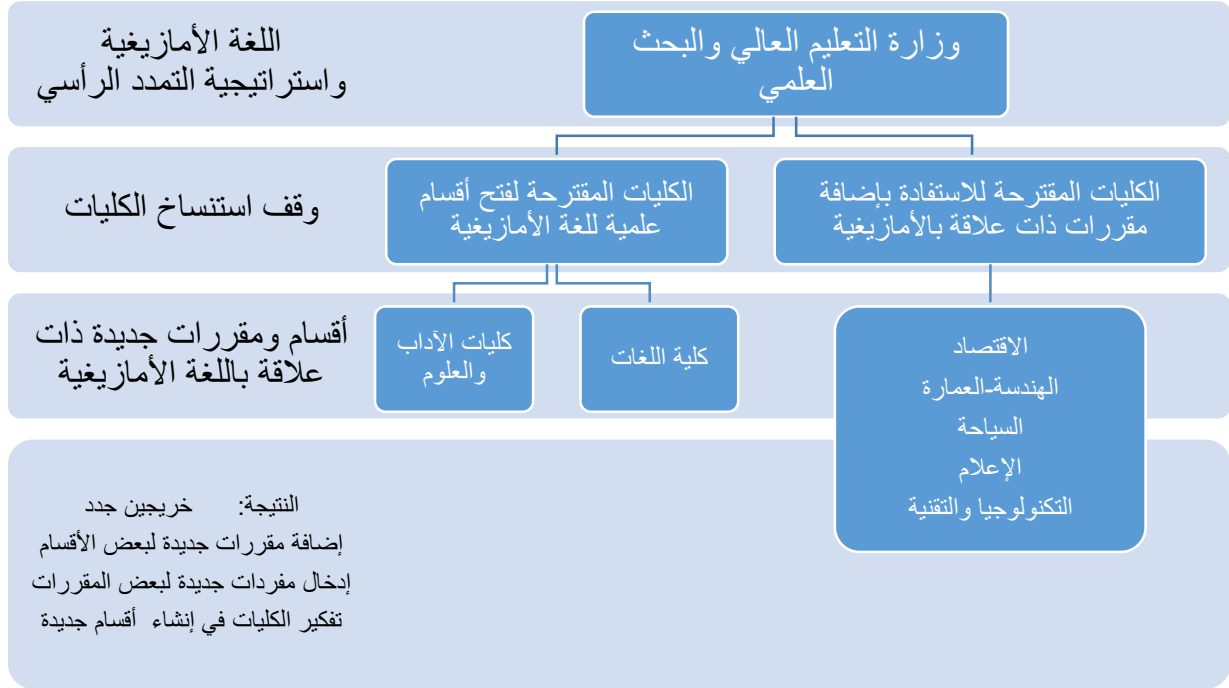 اللغة الأمازيغية
واستراتيجية التمدد الرأسي
وزارة التعليم العالي والبحث
العلمي
وقف استنساخ الكليات
الكليات المقترحة للاستفادة بإضافة
مقررات ذات علاقة بالأمازيغية
الكليات المقترحة لفتح أقسام
علمية للغة الأمازيغية
أقسام ومقررات جديدة ذات
علاقة باللغة الأمازيغية
الاقتصاد
الهندسة-العمارة
السياحة
الإعلام
التكنولوجيا والتقنية
كلية اللغات
كليات الآداب
والعلوم
النتيجة: خريجين جدد
إضافة مقررات جديدة لبعض الأقسام
إدخال مفردات جديدة لبعض المقررات
تفكير الكليات في إنشاء أقسام جديدة